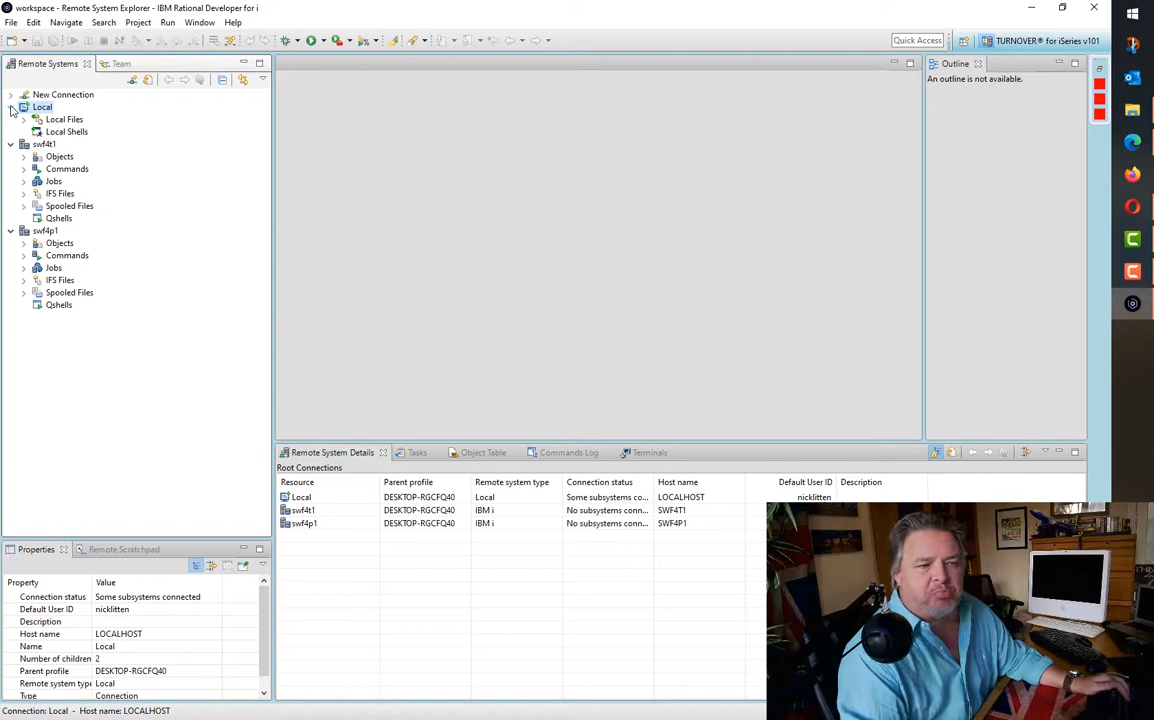 workspace - Remote System Explorer - IBM Rational Developer for i
File Edit Navigate Search Project Run Window Help
Quick Access
TURNOVER® for iSeries v101
Remote Systems
Team
Outline
An outline is not available.
New Connection
Local
Local Files
Local Shells
swf4t1
Objects
Commands
Jobs
IFS Files
Spooled Files
Qshells
swf4p1
Objects
Commands
Jobs
IFS Files
Spooled Files
Qshells
Remote System Details Tasks Object Table Commands Log Terminals
Root Connections
Resource Parent profile Remote system type Connection status Host name Default User ID Description
Local DESKTOP-RGCFQ40 Local Some subsystems co... LOCALHOST nicklitten
swf4t1 DESKTOP-RGCFQ40 IBM i No subsystems conn... SWF4T1
swf4p1 DESKTOP-RGCFQ40 IBM i No subsystems conn... SWF4P1
Properties Remote Scratchpad
Property Value
Connection status Some subsystems connected
Default User ID nicklitten
Description
Host name LOCALHOST
Name Local
Number of children 2
Parent profile DESKTOP-RGCFQ40
Remote system type Local
Type Connection
Connection: Local - Host name: LOCALHOST